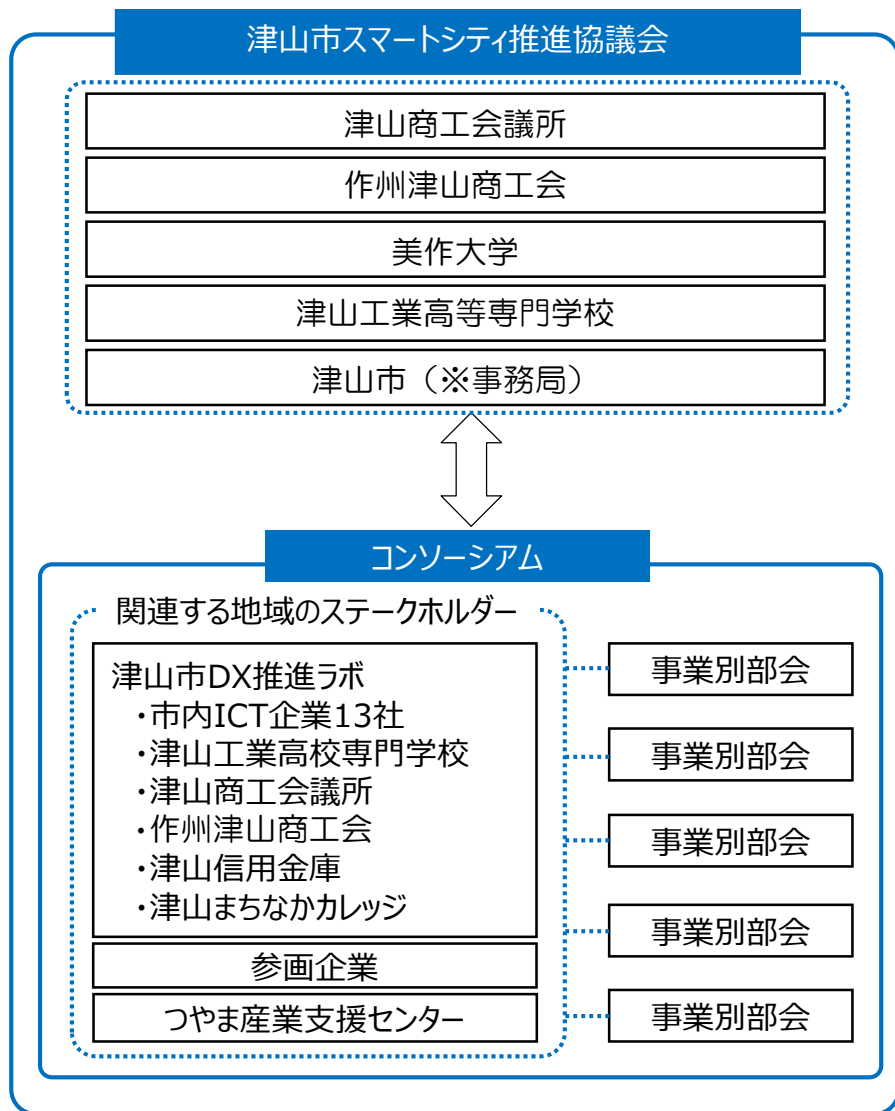 津山市スマートシティ推進協議会
津山商工会議所
作州津山商工会
美作大学
津山工業高等専門学校
津山市（※事務局）
コンソーシアム
関連する地域のステークホルダー
津山市DX推進ラボ
・市内ICT企業13社
・津山工業高校専門学校
・津山商工会議所
・作州津山商工会
・津山信用金庫
・津山まちなかカレッジ
参画企業
つやま産業支援センター
事業別部会
事業別部会
事業別部会
事業別部会
事業別部会